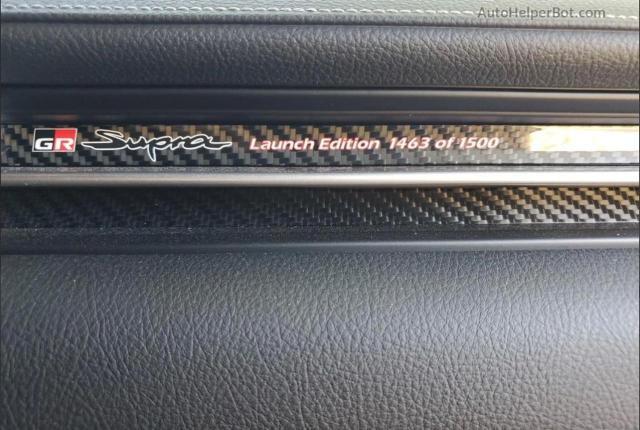 AutoHelperBot.com
GR Supra Launch Edition 1463 of 1500